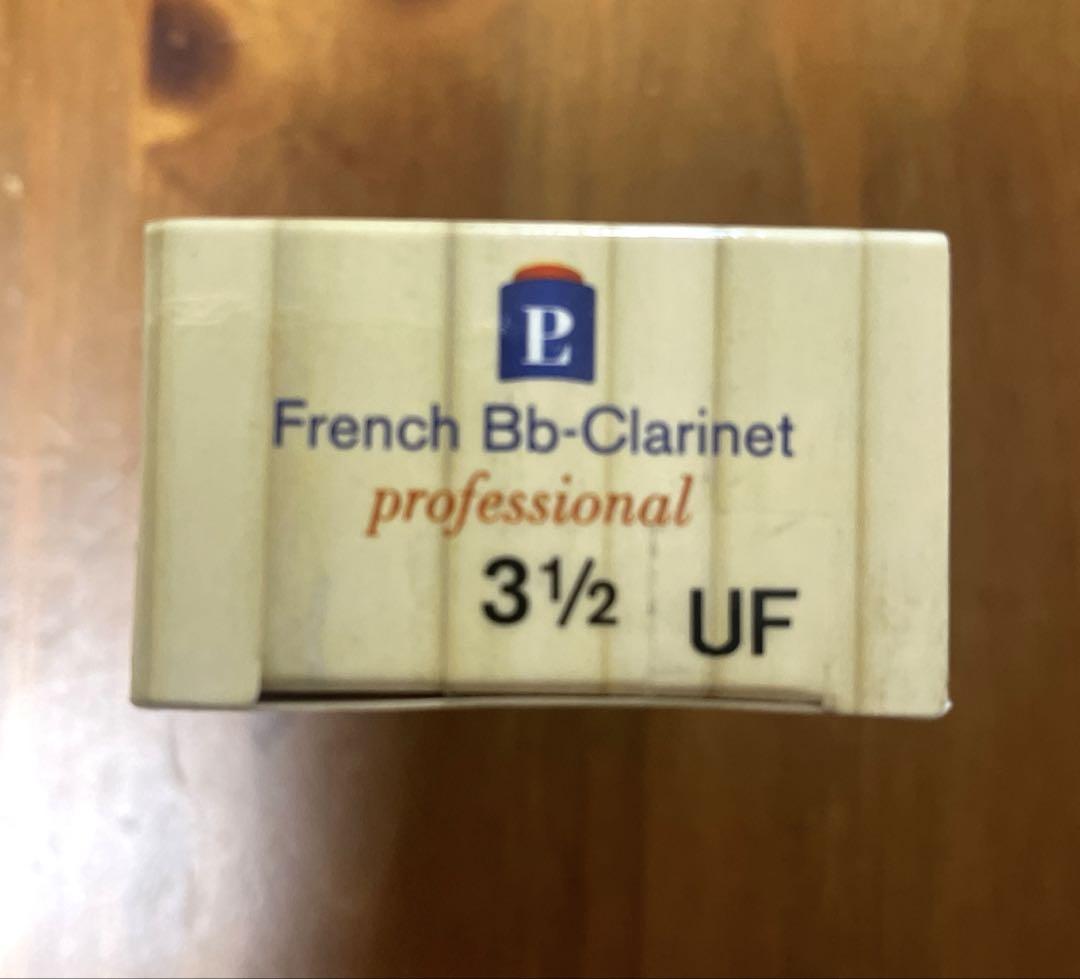 PL
French Bb-Clarinet
professional
3½ UF